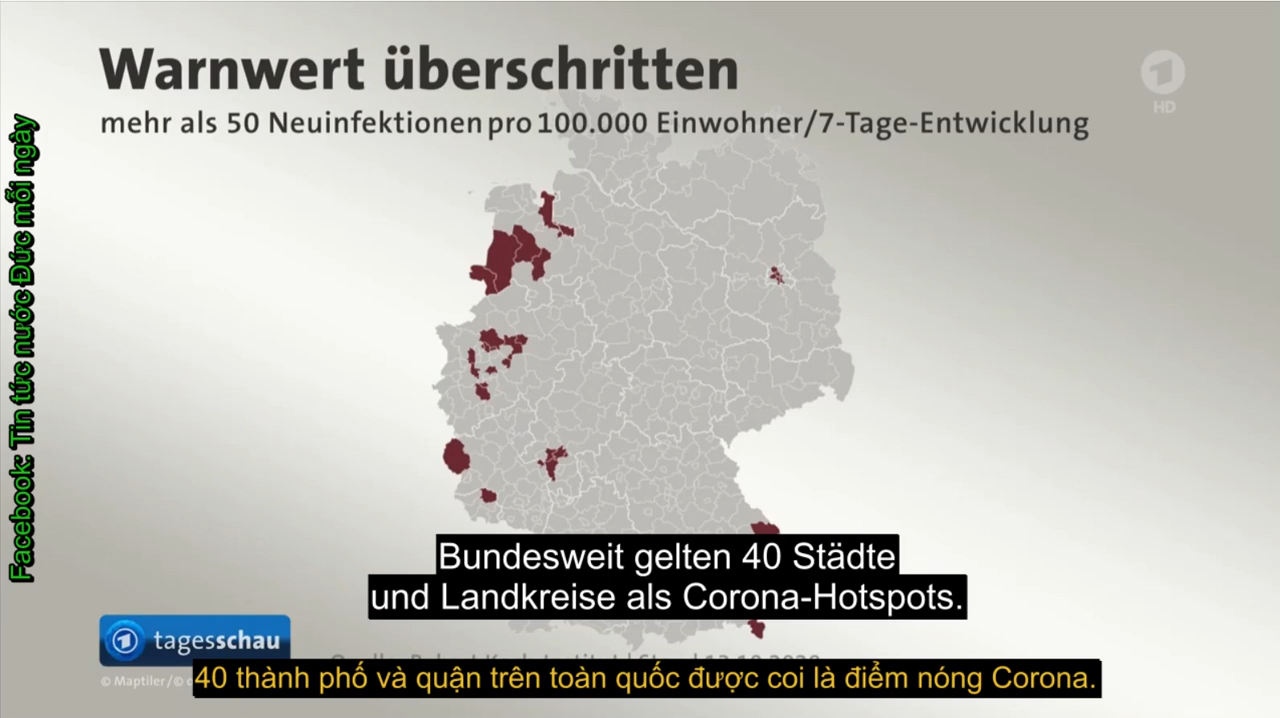 Warnwert überschritten
mehr als 50 Neuinfektionen pro 100.000 Einwohner/7-Tage-Entwicklung
1
HD
Facebook: Tin tức nước Đức mỗi ngày
Bundesweit gelten 40 Städte
und Landkreise als Corona-Hotspots.
1 tagesschau
© Maptiler/©
40 thành phố và quận trên toàn quốc được coi là điểm nóng Corona.